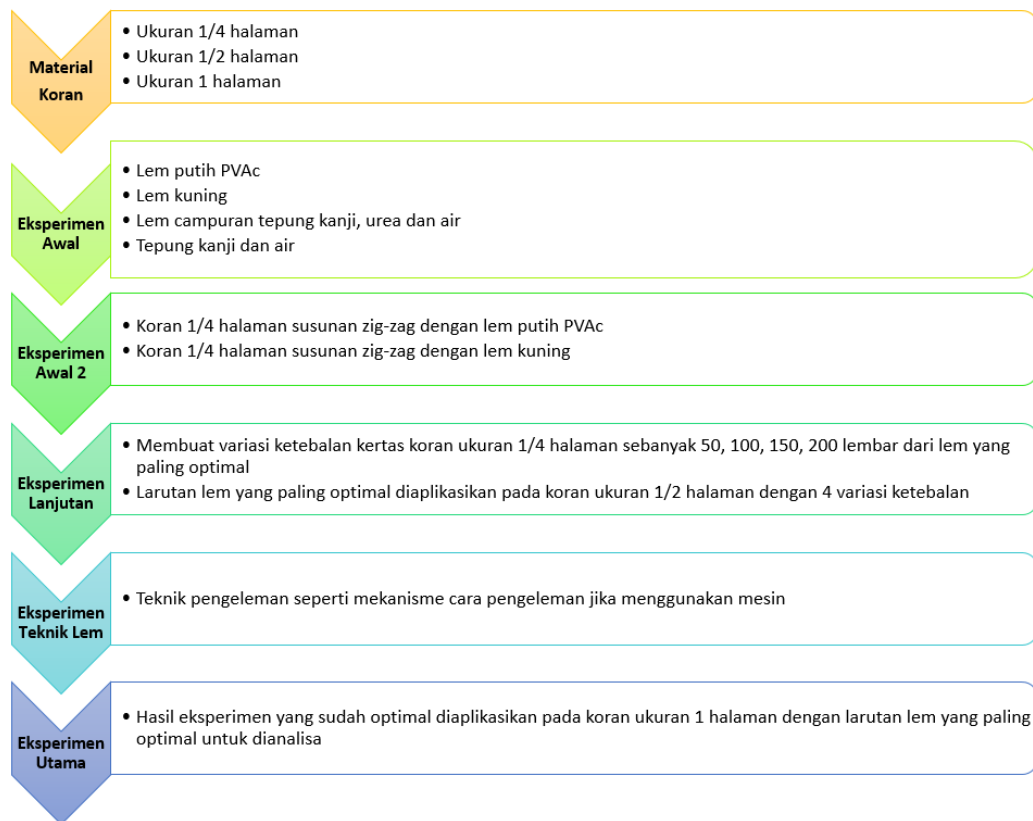 Material
Koran
• Ukuran 1/4 halaman
• Ukuran 1/2 halaman
• Ukuran 1 halaman
Eksperimen
Awal
• Lem putih PVAc
• Lem kuning
• Lem campuran tepung kanji, urea dan air
• Tepung kanji dan air
Eksperimen
Awal 2
• Koran 1/4 halaman susunan zig-zag dengan lem putih PVAc
• Koran 1/4 halaman susunan zig-zag dengan lem kuning
Eksperimen
Lanjutan
• Membuat variasi ketebalan kertas koran ukuran 1/4 halaman sebanyak 50, 100, 150, 200 lembar dari lem yang
paling optimal
• Larutan lem yang paling optimal diaplikasikan pada koran ukuran 1/2 halaman dengan 4 variasi ketebalan
Eksperimen
Teknik Lem
• Teknik pengeleman seperti mekanisme cara pengeleman jika menggunakan mesin
Eksperimen
Utama
• Hasil eksperimen yang sudah optimal diaplikasikan pada koran ukuran 1 halaman dengan larutan lem yang paling
optimal untuk dianalisa